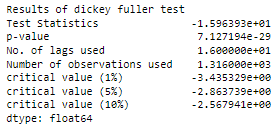 Results of dickey fuller test
Test Statistics -1.596393e+01
p-value 7.127194e-29
No. of lags used 1.600000e+01
Number of observations used 1.316000e+03
critical value (1%) -3.435329e+00
critical value (5%) -2.863739e+00
critical value (10%) -2.567941e+00
dtype: float64